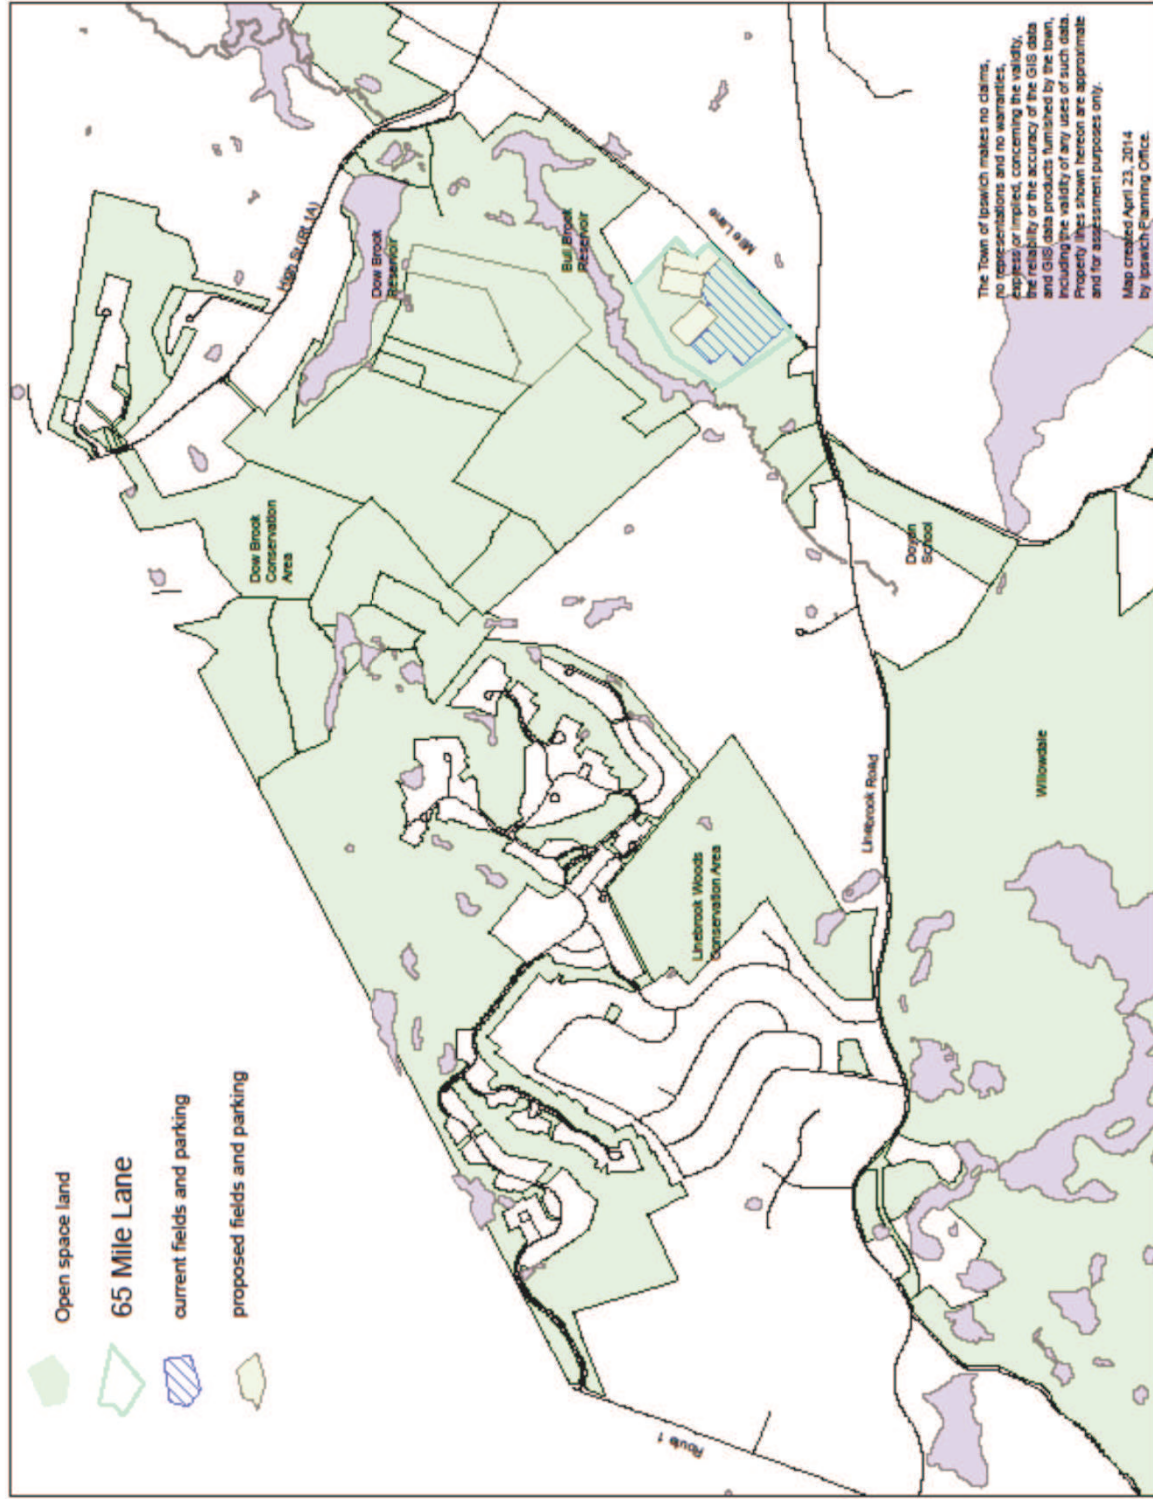 Open space land
65 Mile Lane
current fields and parking
proposed fields and parking
High St (Rt 1A)
Dow Brook
Reservoir
Dow Brook
Conservation
Area
Bull Brook
Reservoir
Mile Lane
Linebrook Woods
Conservation Area
Route 1
Linebrook Road
Doyon
School
Willowdale
The Town of Ipswich makes no claims,
no representations and no warranties,
express or implied, concerning the validity,
the reliability or the accuracy of the GIS data
and GIS data products furnished by the town,
including the validity of any uses of such data.
Property lines shown hereon are approximate
and for assessment purposes only.
Map created April 23, 2014
by Ipswich Planning Office.